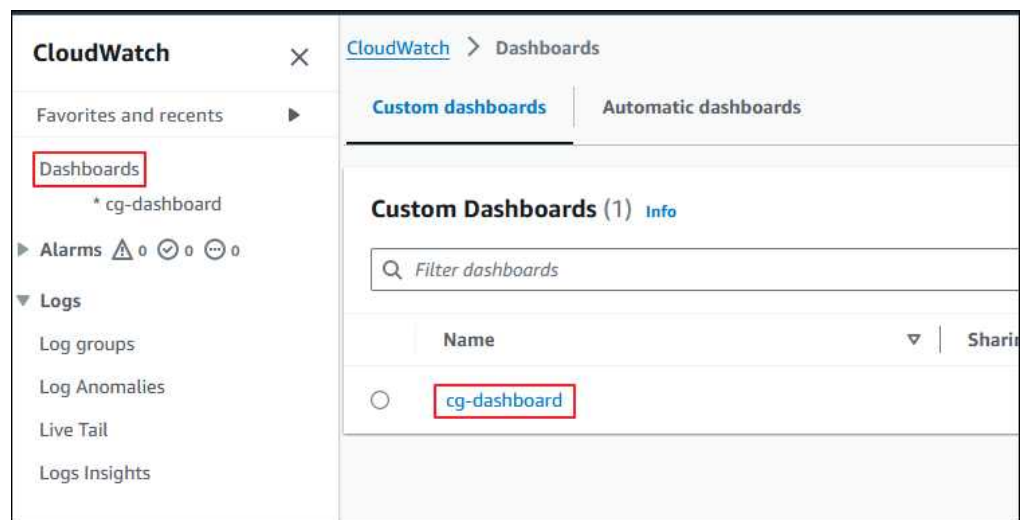 CloudWatch
Favorites and recents
Dashboards
* cg-dashboard
Alarms 0 0 0
Logs
Log groups
Log Anomalies
Live Tail
Logs Insights
CloudWatch > Dashboards
Custom dashboards Automatic dashboards
Custom Dashboards (1) Info
Filter dashboards
Name
cg-dashboard